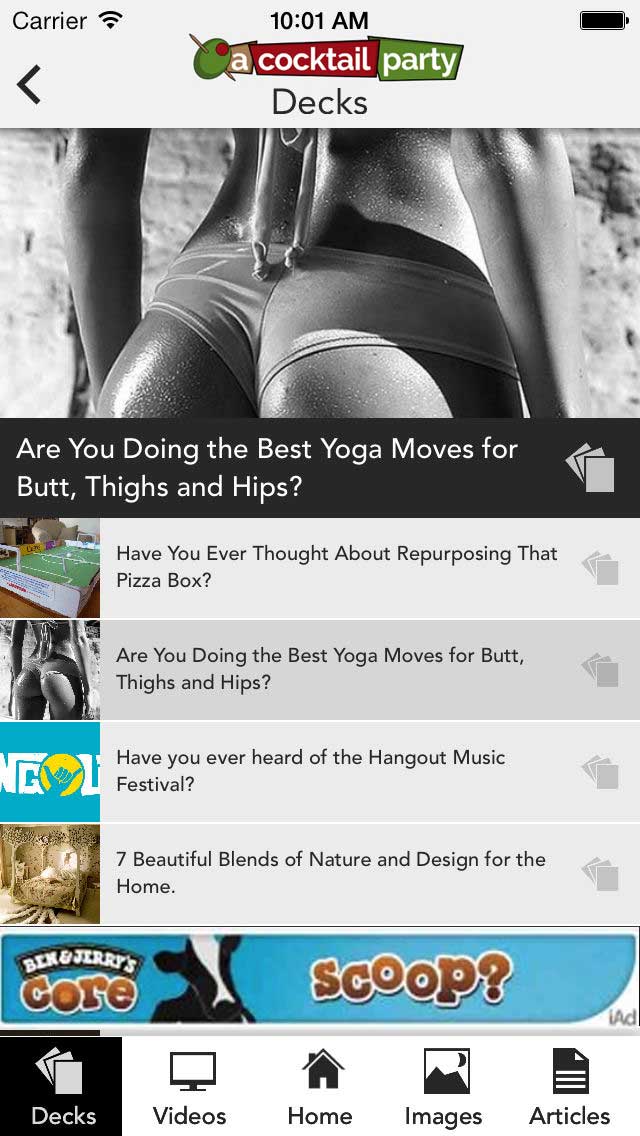 Carrier 10:01 AM
a cocktail party
Decks
Are You Doing the Best Yoga Moves for
Butt, Thighs and Hips?
Have You Ever Thought About Repurposing That
Pizza Box?
Are You Doing the Best Yoga Moves for Butt,
Thighs and Hips?
Have you ever heard of the Hangout Music
Festival?
7 Beautiful Blends of Nature and Design for the
Home.
BEN & JERRY'S
core
scoop?
iAd
Decks Videos Home Images Articles